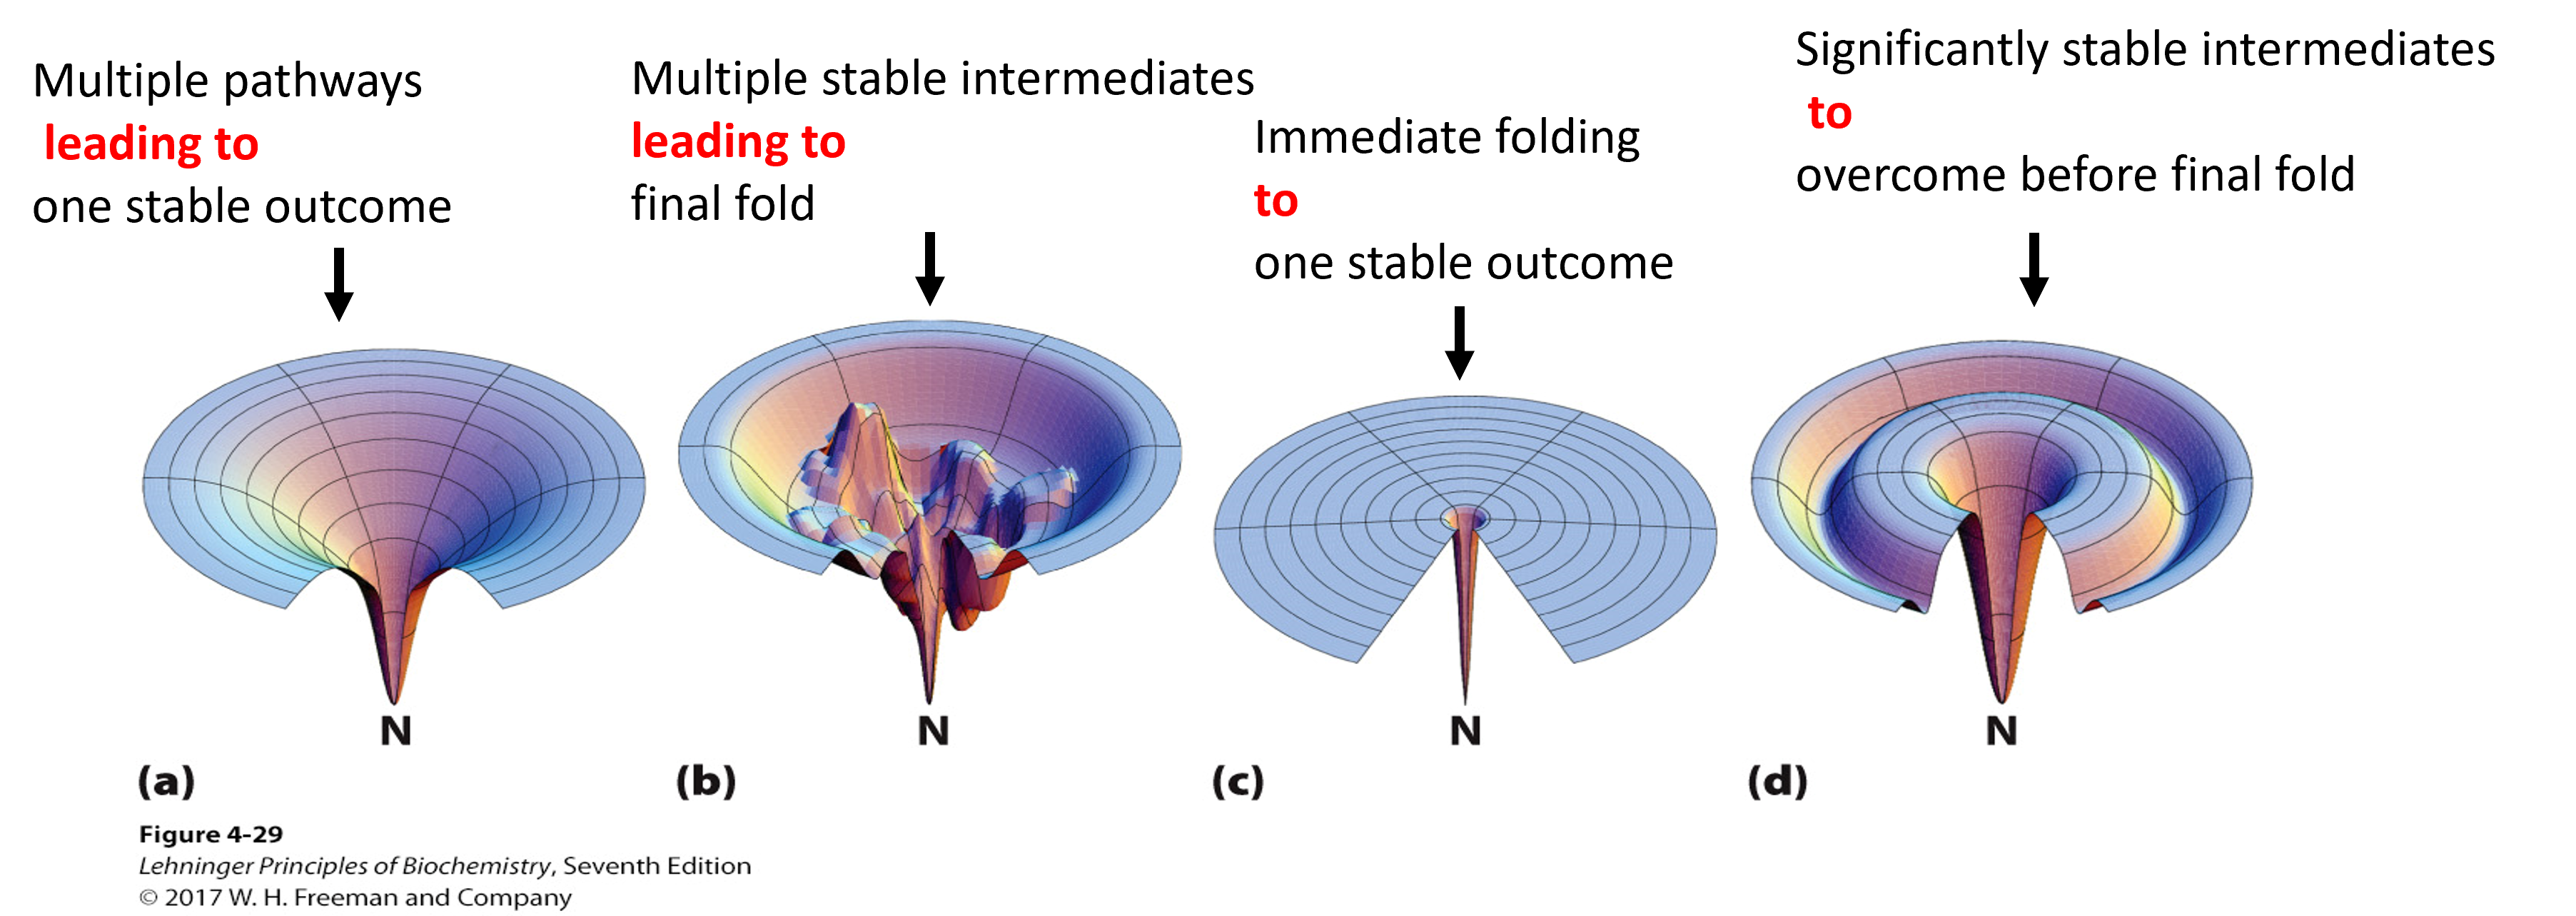 Multiple pathways
leading to
one stable outcome
Multiple stable intermediates
leading to
final fold
Immediate folding
to
one stable outcome
Significantly stable intermediates
to
overcome before final fold
N
N
N
N
(a)
(b)
(c)
(d)
Figure 4-29
Lehninger Principles of Biochemistry, Seventh Edition
© 2017 W. H. Freeman and Company